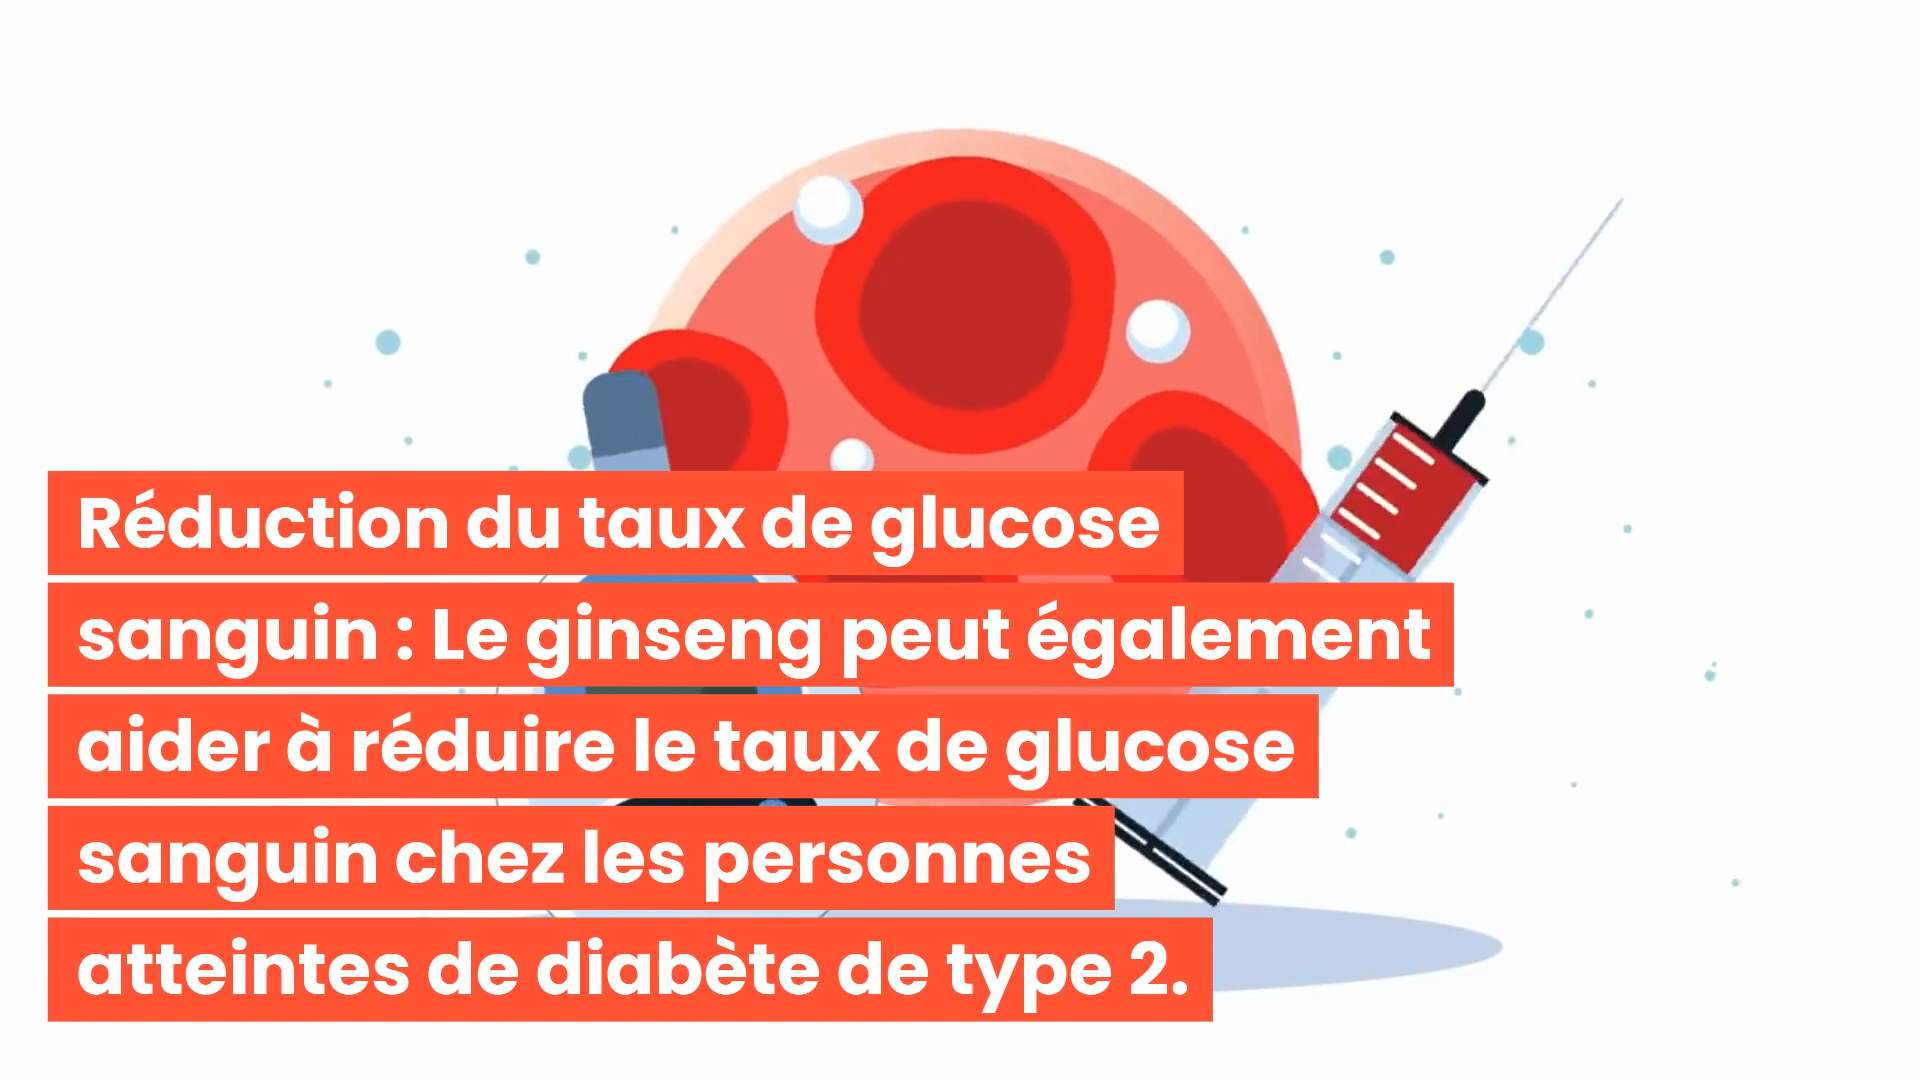 Réduction du taux de glucose
sanguin : Le ginseng peut également
aider à réduire le taux de glucose
sanguin chez les personnes
atteintes de diabète de type 2.